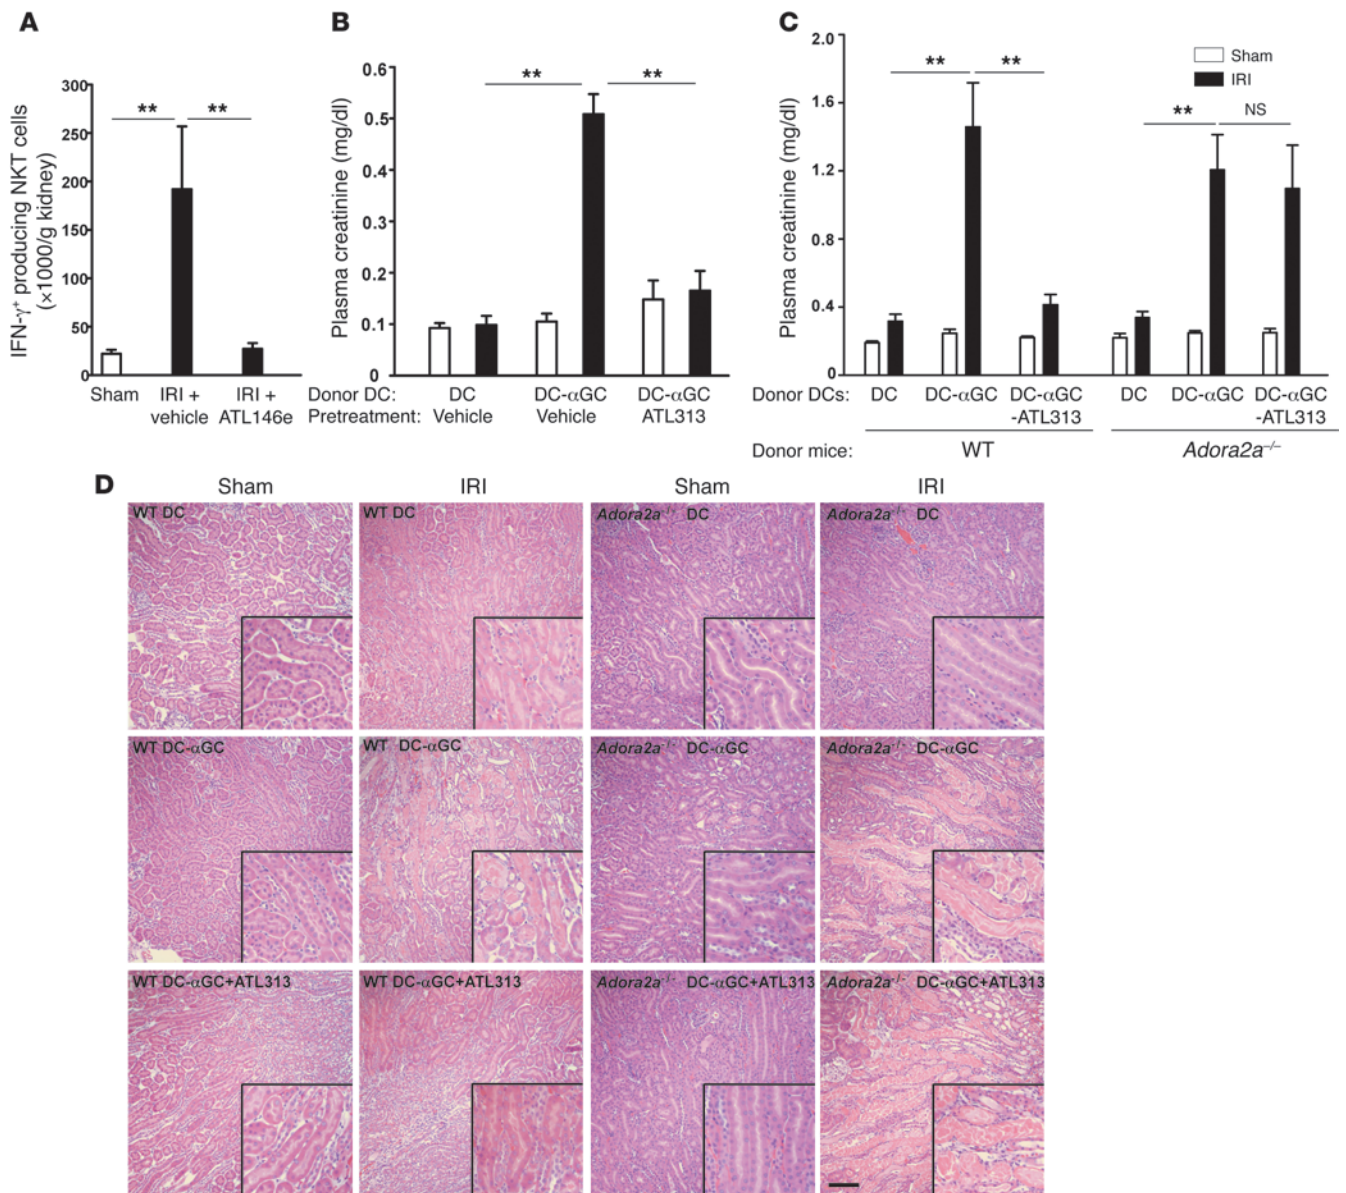 A
IFN-γ+ producing NKT cells
(×1000/g kidney)
300
250
200
150
100
50
0
**
**
Sham
IRI +
vehicle
IRI +
ATL146e
B
Plasma creatinine (mg/dl)
0.6
0.5
0.4
0.3
0.2
0.1
0
**
**
Donor DC: DC DC-αGC DC-αGC
Pretreatment: Vehicle Vehicle ATL313
C
Plasma creatinine (mg/dl)
2.0
1.6
1.2
0.8
0.4
0
Sham
IRI
**
**
**
NS
Donor DCs: DC DC-αGC DC-αGC
-ATL313
DC DC-αGC DC-αGC
-ATL313
Donor mice: WT Adora2a–/–
D
Sham IRI Sham IRI
WT DC
WT DC
Adora2a-/- DC
Adora2a-/- DC
WT DC-αGC
WT DC-αGC
Adora2a-/- DC-αGC
Adora2a-/- DC-αGC
WT DC-αGC+ATL313
WT DC-αGC+ATL313
Adora2a-/- DC-αGC+ATL313
Adora2a-/- DC-αGC+ATL313